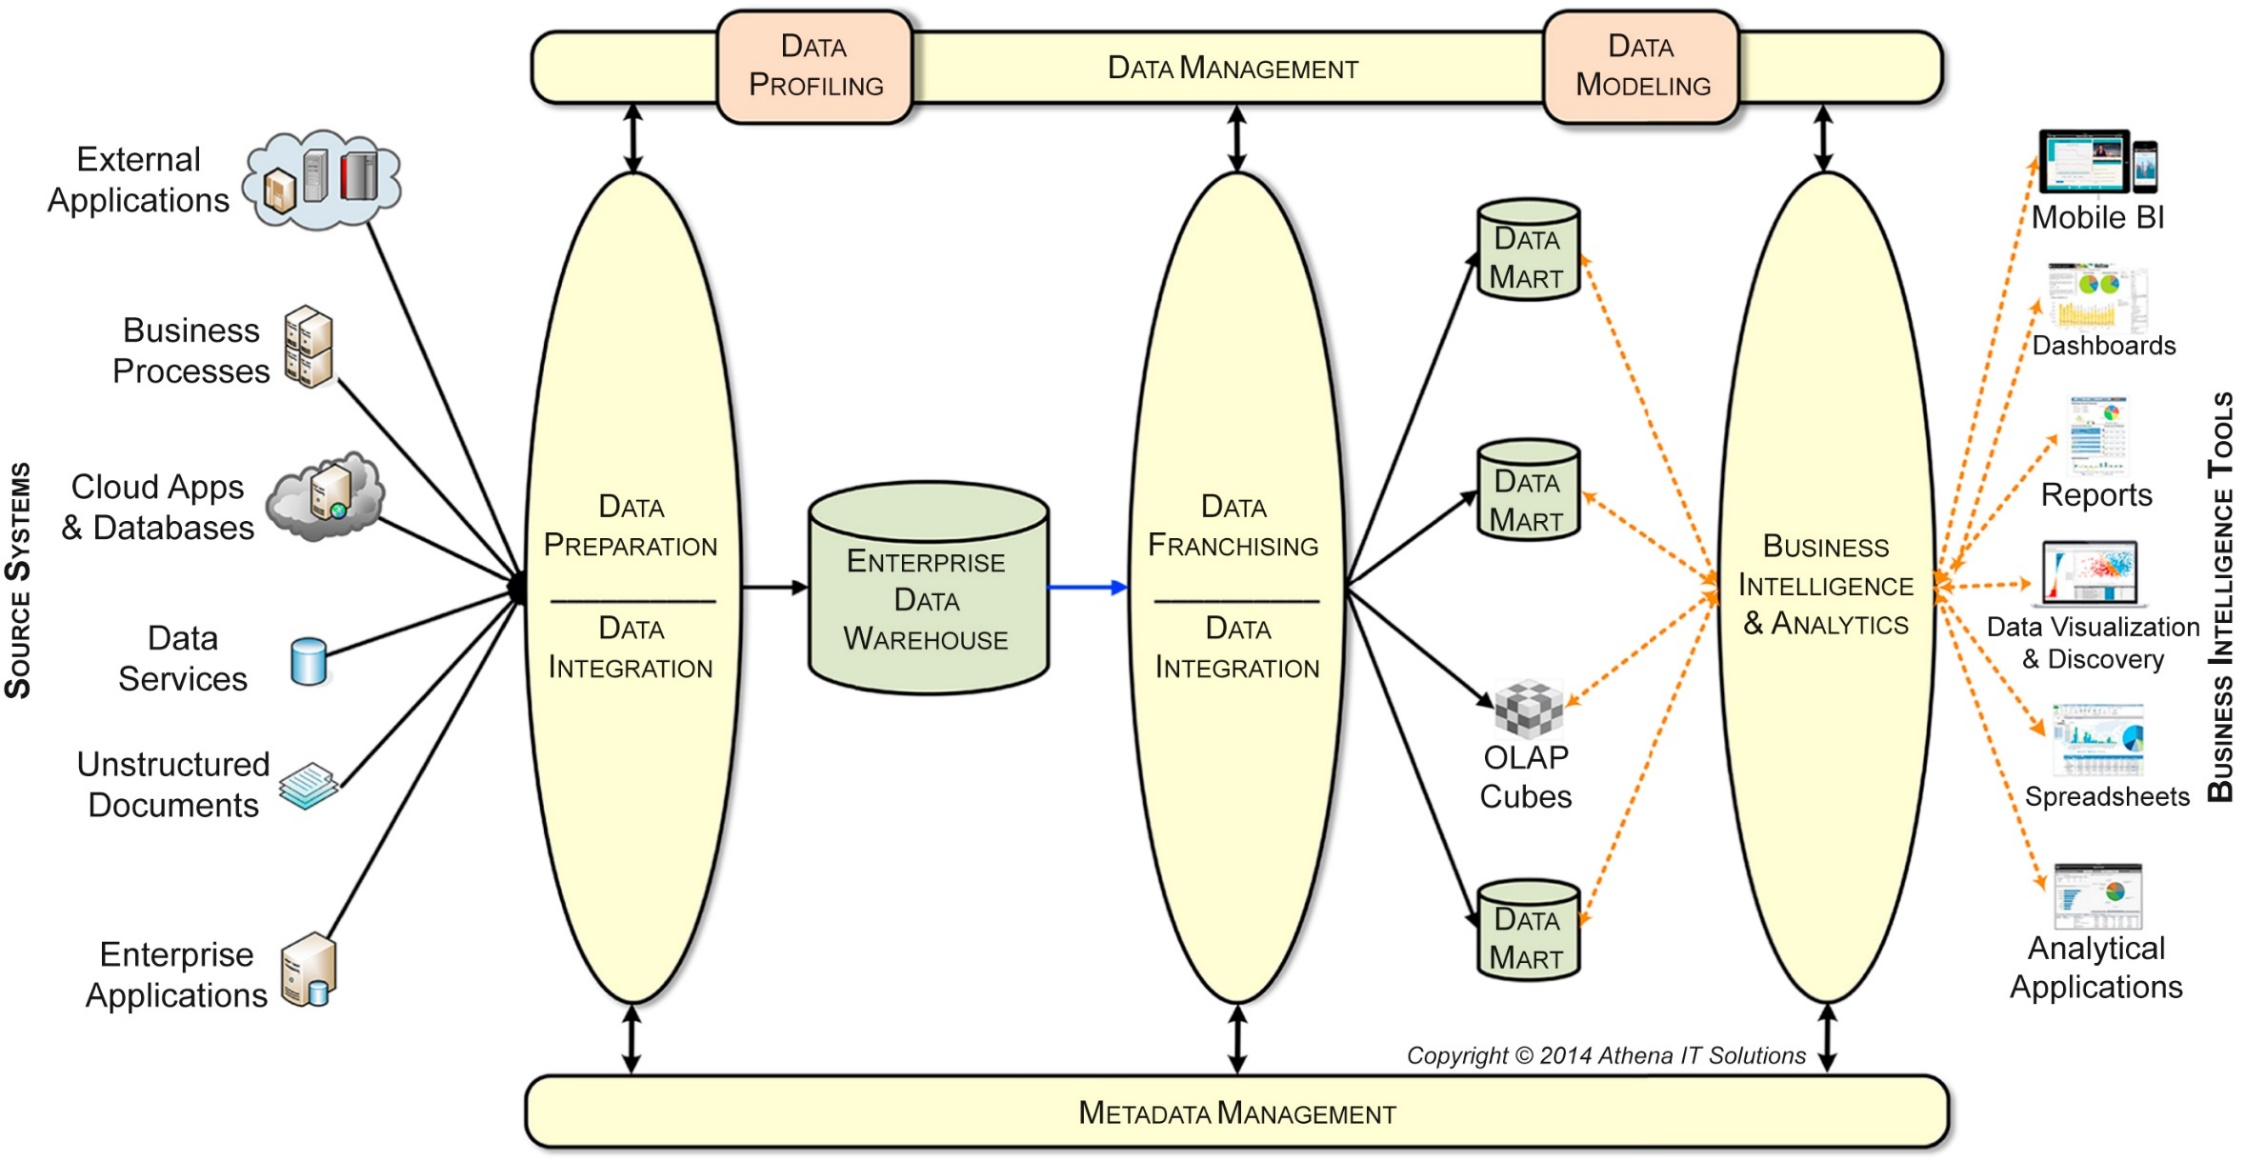 DATA
PROFILING
DATA MANAGEMENT
DATA
MODELING
SOURCE SYSTEMS
External
Applications
Business
Processes
Cloud Apps
& Databases
Data
Services
Unstructured
Documents
Enterprise
Applications
DATA
PREPARATION
DATA
INTEGRATION
ENTERPRISE
DATA
WAREHOUSE
DATA
FRANCHISING
DATA
INTEGRATION
DATA
MART
DATA
MART
OLAP
Cubes
DATA
MART
BUSINESS
INTELLIGENCE
& ANALYTICS
Mobile BI
Dashboards
Reports
Data Visualization
& Discovery
Spreadsheets
Analytical
Applications
BUSINESS INTELLIGENCE TOOLS
Copyright © 2014 Athena IT Solutions
METADATA MANAGEMENT